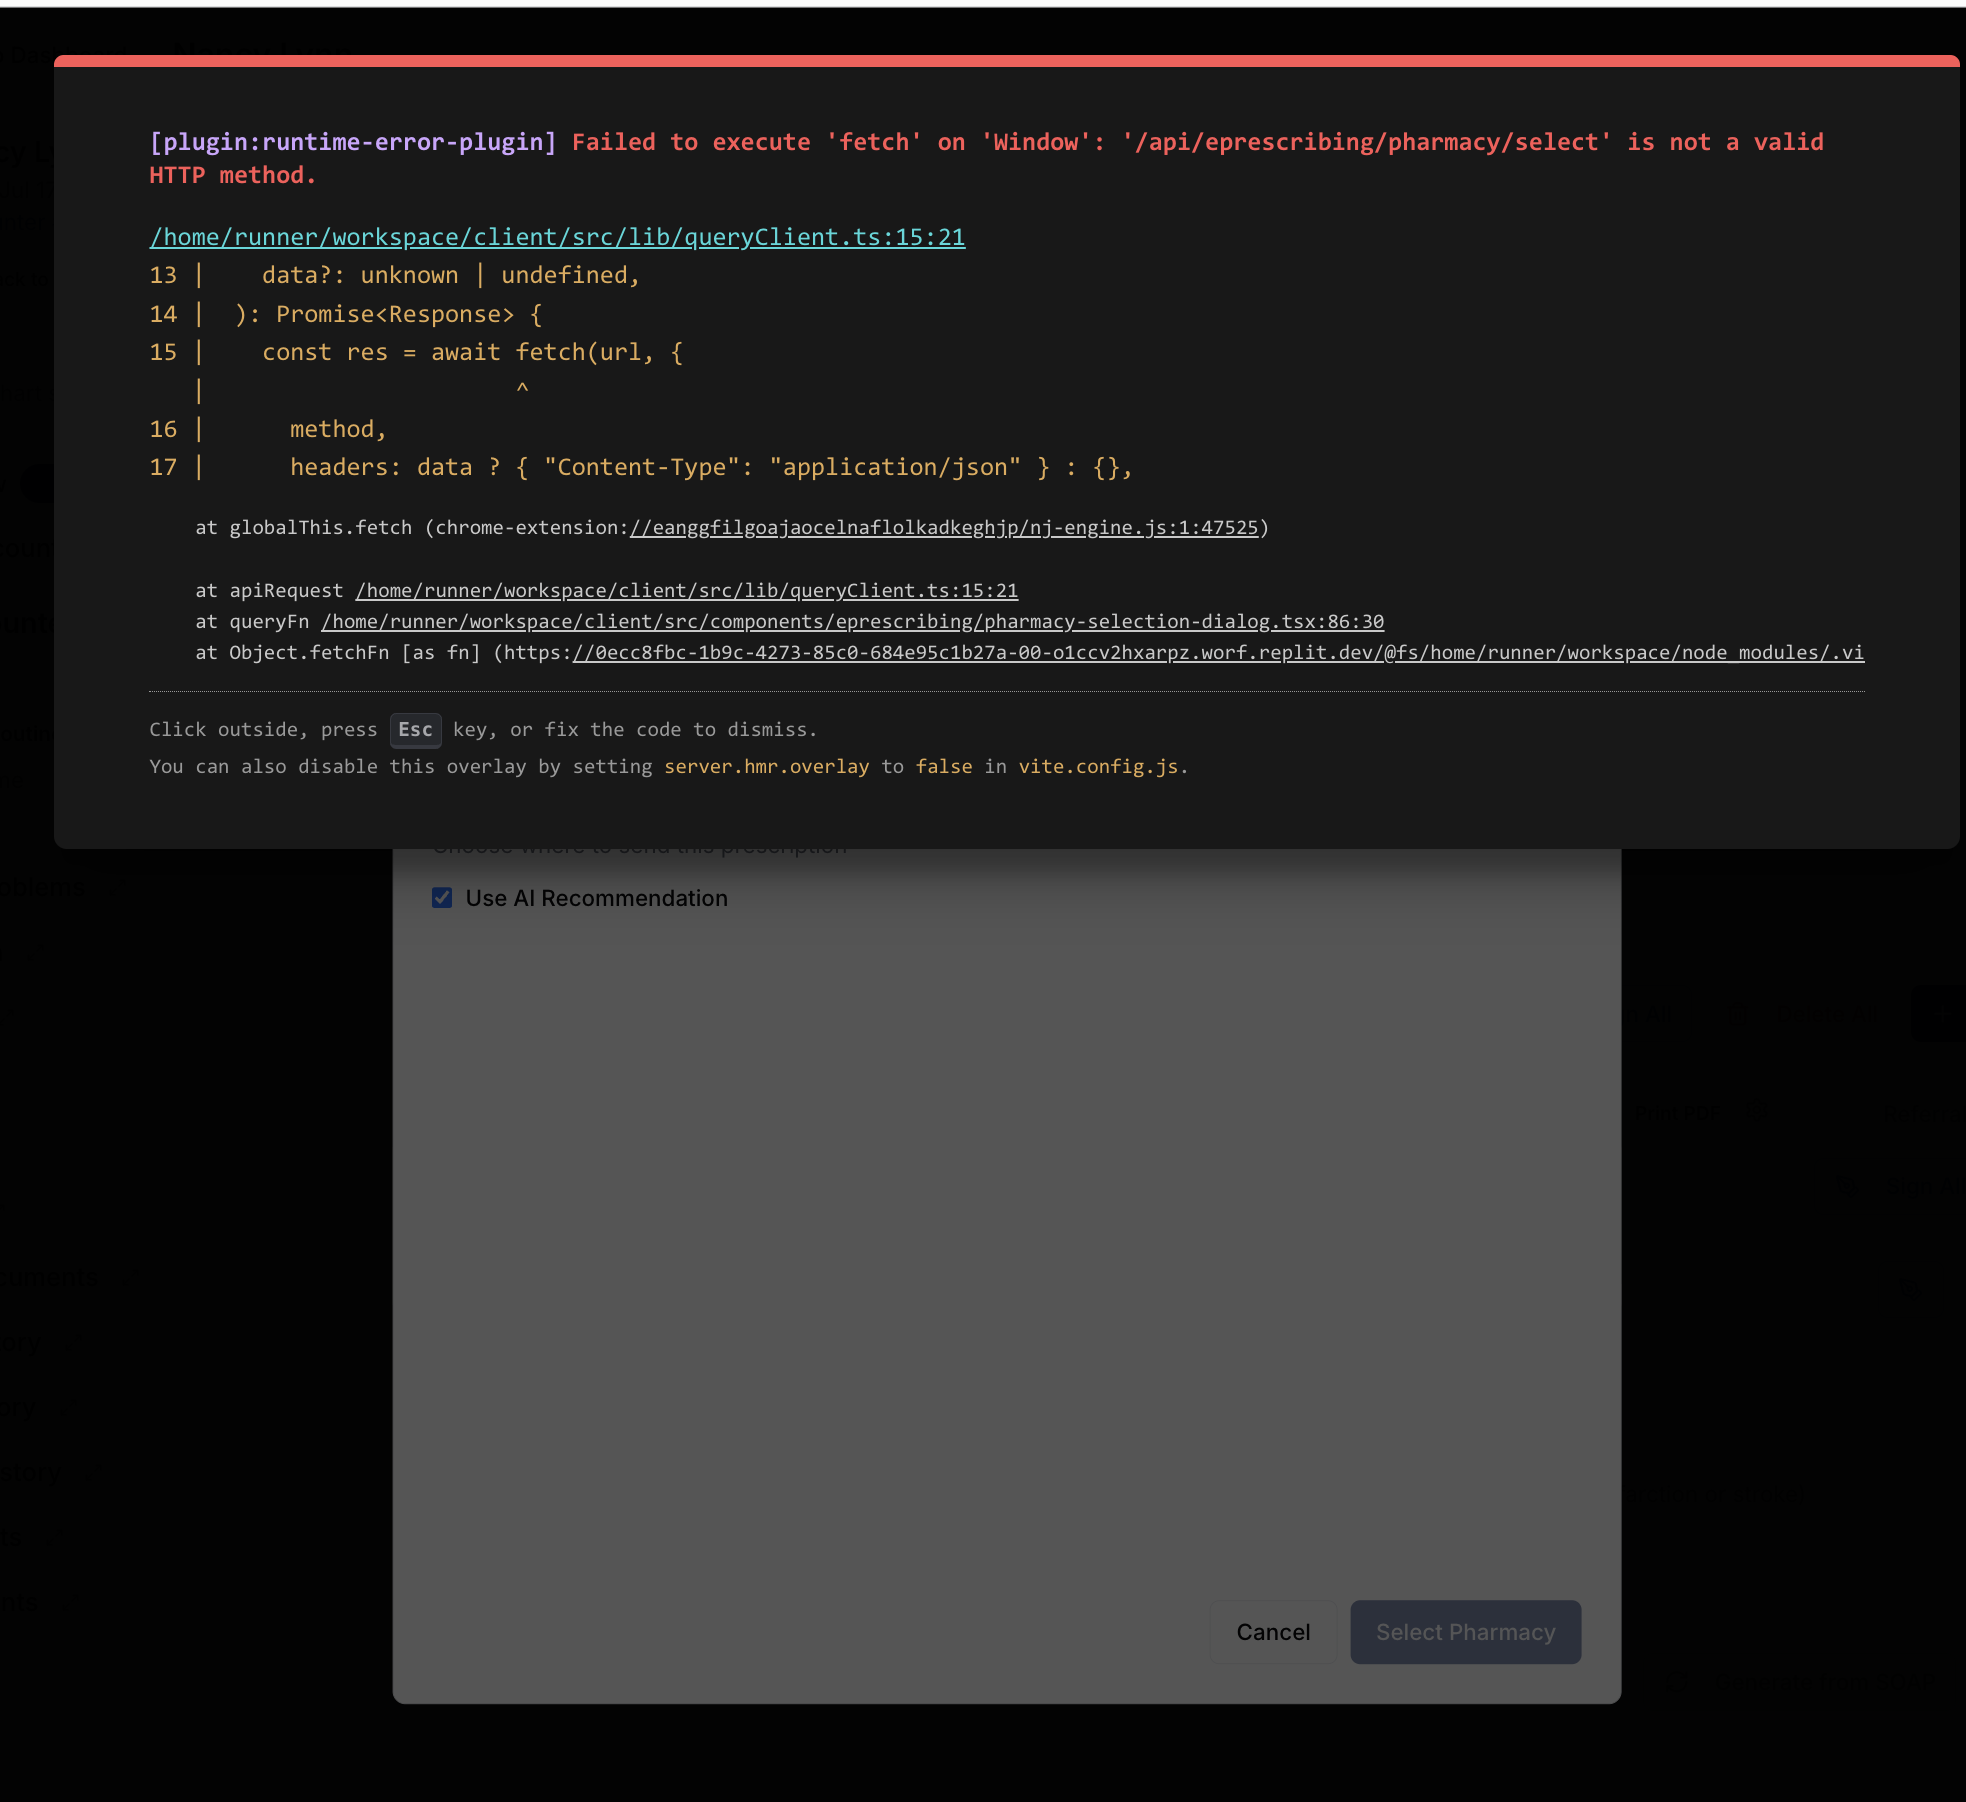 [plugin:runtime-error-plugin] Failed to execute 'fetch' on 'Window': '/api/eprescribing/pharmacy/select' is not a valid
HTTP method.
/home/runner/workspace/client/src/lib/queryClient.ts:15:21
13 |    data?: unknown | undefined,
14 |  ): Promise<Response> {
15 |    const res = await fetch(url, {
   |                      ^
16 |      method,
17 |      headers: data ? { "Content-Type": "application/json" } : {},
at globalThis.fetch (chrome-extension://eanggfilgoajaocelnaflolkadkeghjp/nj-engine.js:1:47525)
at apiRequest /home/runner/workspace/client/src/lib/queryClient.ts:15:21
at queryFn /home/runner/workspace/client/src/components/eprescribing/pharmacy-selection-dialog.tsx:86:30
at Object.fetchFn [as fn] (https://0ecc8fbc-1b9c-4273-85c0-684e95c1b27a-00-o1ccv2hxarpz.worf.replit.dev/@fs/home/runner/workspace/node_modules/.vi
Click outside, press Esc key, or fix the code to dismiss.
You can also disable this overlay by setting server.hmr.overlay to false in vite.config.js.
Choose where to send this prescription
Use AI Recommendation
Cancel
Select Pharmacy